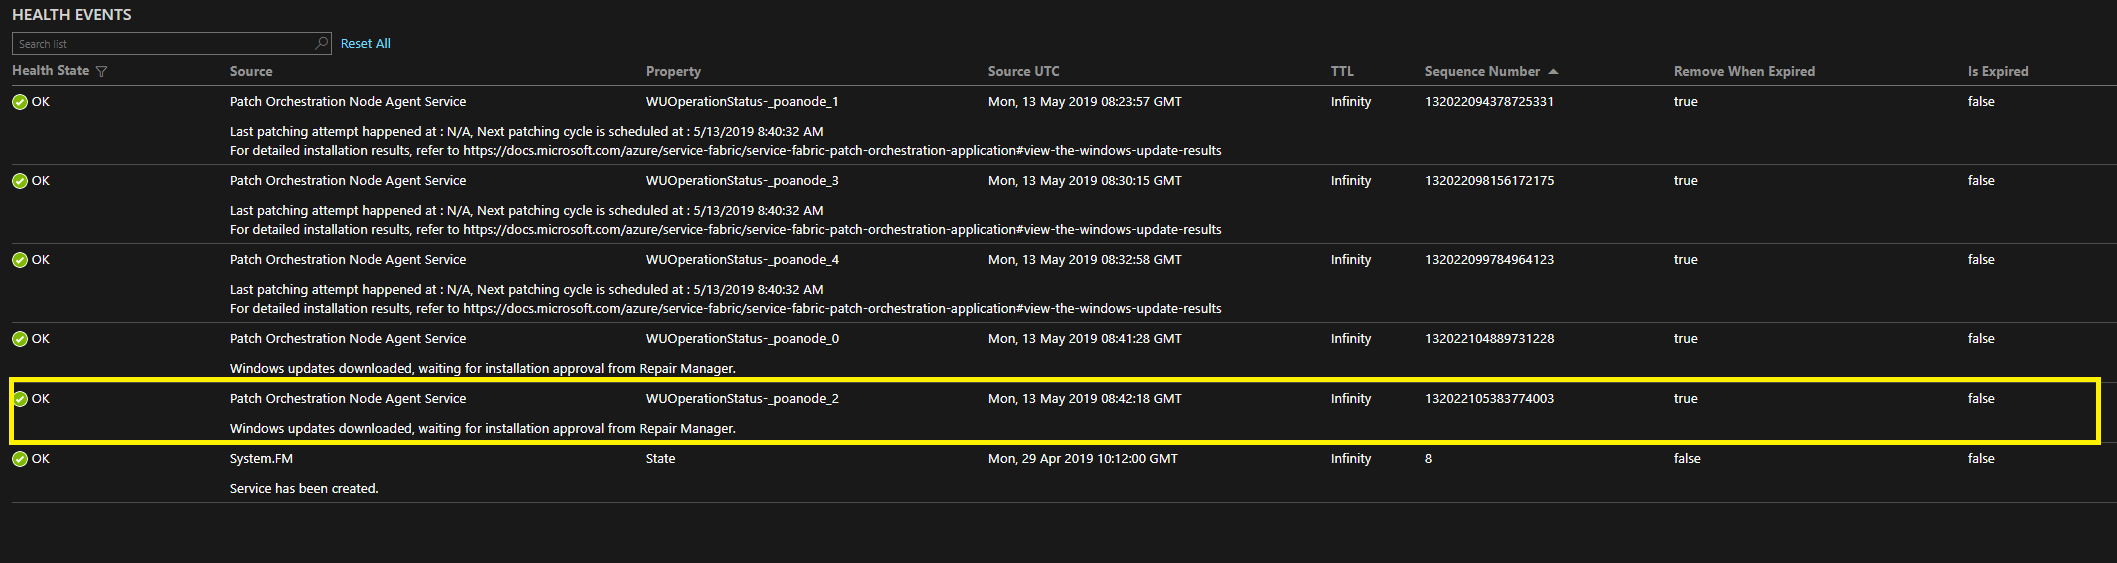 HEALTH EVENTS
Search list Reset All
Health State Source Property Source UTC TTL Sequence Number Remove When Expired Is Expired
OK Patch Orchestration Node Agent Service WUOperationStatus-_poanode_1 Mon, 13 May 2019 08:23:57 GMT Infinity 132022094378725331 true false
Last patching attempt happened at : N/A, Next patching cycle is scheduled at : 5/13/2019 8:40:32 AM
For detailed installation results, refer to https://docs.microsoft.com/azure/service-fabric/service-fabric-patch-orchestration-application#view-the-windows-update-results
OK Patch Orchestration Node Agent Service WUOperationStatus-_poanode_3 Mon, 13 May 2019 08:30:15 GMT Infinity 132022098156172175 true false
Last patching attempt happened at : N/A, Next patching cycle is scheduled at : 5/13/2019 8:40:32 AM
For detailed installation results, refer to https://docs.microsoft.com/azure/service-fabric/service-fabric-patch-orchestration-application#view-the-windows-update-results
OK Patch Orchestration Node Agent Service WUOperationStatus-_poanode_4 Mon, 13 May 2019 08:32:58 GMT Infinity 132022099784964123 true false
Last patching attempt happened at : N/A, Next patching cycle is scheduled at : 5/13/2019 8:40:32 AM
For detailed installation results, refer to https://docs.microsoft.com/azure/service-fabric/service-fabric-patch-orchestration-application#view-the-windows-update-results
OK Patch Orchestration Node Agent Service WUOperationStatus-_poanode_0 Mon, 13 May 2019 08:41:28 GMT Infinity 132022104889731228 true false
Windows updates downloaded, waiting for installation approval from Repair Manager.
OK Patch Orchestration Node Agent Service WUOperationStatus-_poanode_2 Mon, 13 May 2019 08:42:18 GMT Infinity 132022105383774003 true false
Windows updates downloaded, waiting for installation approval from Repair Manager.
OK System.FM State Mon, 29 Apr 2019 10:12:00 GMT Infinity 8 false false
Service has been created.